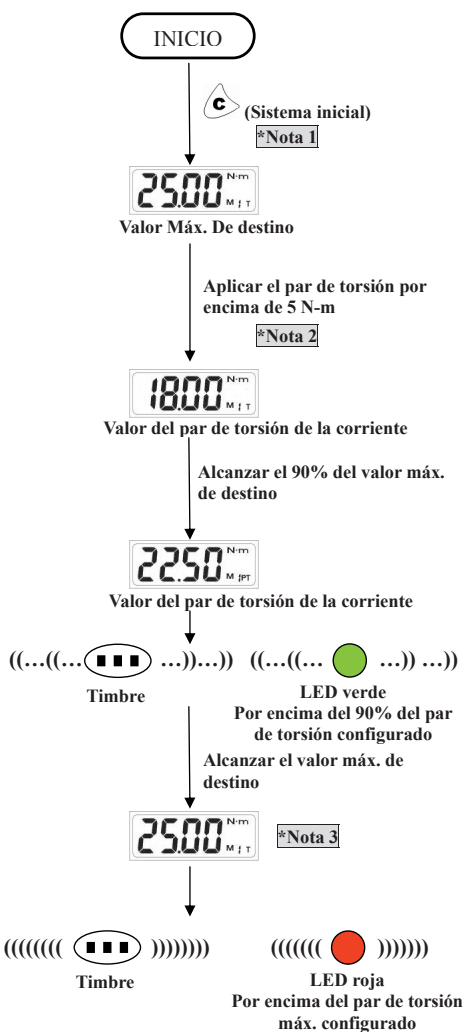 INICIO
C
(Sistema inicial)
*Nota 1
25.00 N·m
M 1 T
Valor Máx. De destino
Aplicar el par de torsión por
encima de 5 N-m
*Nota 2
18.00 N·m
M 1 T
Valor del par de torsión de la corriente
Alcanzar el 90% del valor máx.
de destino
22.50 N·m
M 1PT
Valor del par de torsión de la corriente
((…((… …))…)) ((…((… …)) …))
Timbre
LED verde
Por encima del 90% del par
de torsión configurado
Alcanzar el valor máx. de
destino
25.00 N·m
M 1 T
*Nota 3
(((((((( )))))))) ((((((( )))))))
Timbre
LED roja
Por encima del par de torsión
máx. configurado